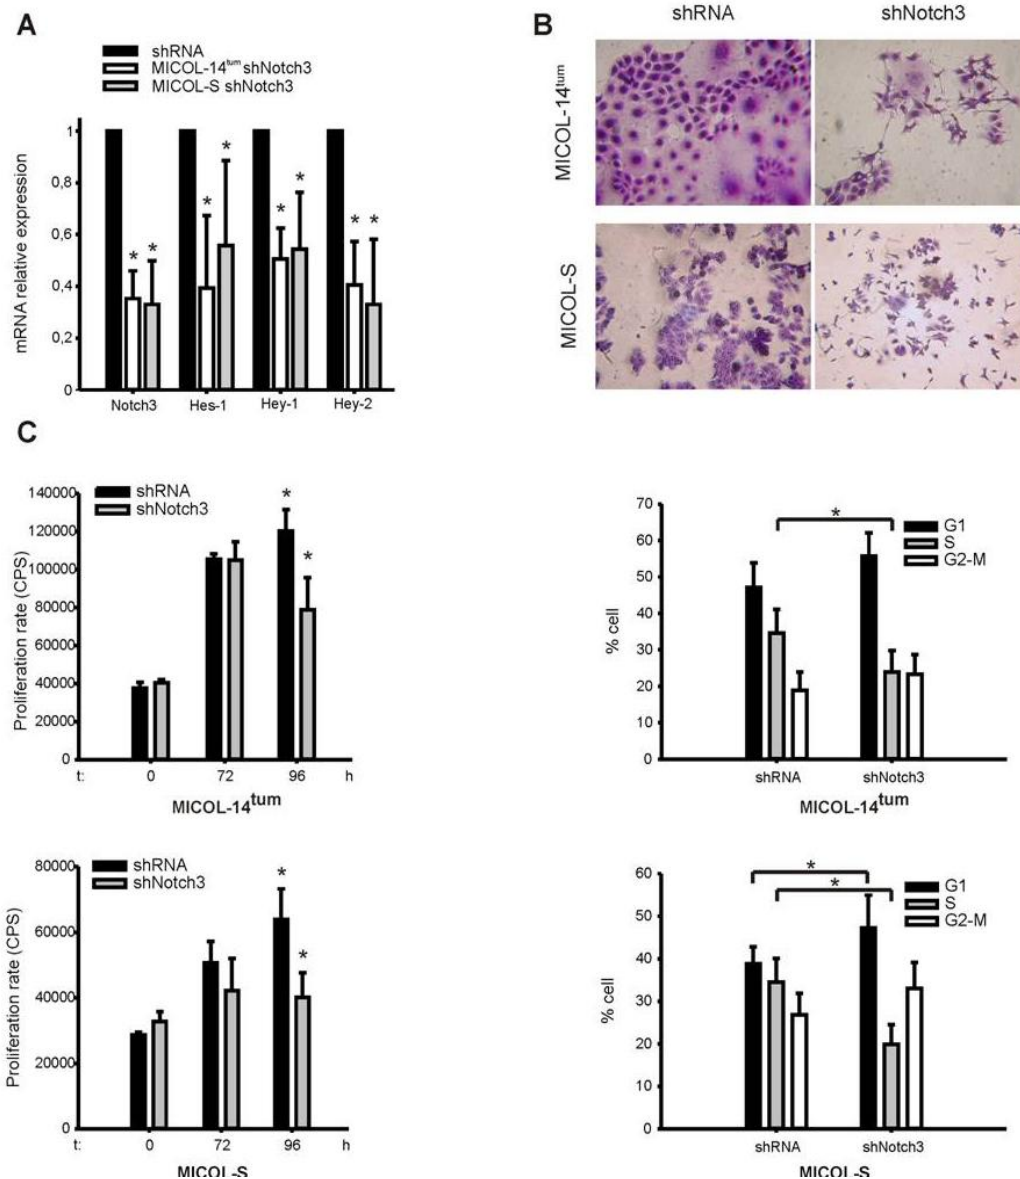 A
shRNA
MICOL-14tum shNotch3
MICOL-S shNotch3
mRNA relative expression
1
0,8
0,6
0,4
0,2
0
* * * * * * * *
Notch3 Hes-1 Hey-1 Hey-2
B
shRNA shNotch3
MICOL-14tum
MICOL-S
C
shRNA
shNotch3
Proliferation rate (CPS)
140000
120000
100000
80000
60000
40000
20000
0
* *
t: 0 72 96 h
MICOL-14tum
% cell
70
60
50
40
30
20
10
0
*
G1
S
G2-M
shRNA shNotch3
MICOL-14tum
shRNA
shNotch3
Proliferation rate (CPS)
80000
60000
40000
20000
0
* *
t: 0 72 96 h
MICOL-S
% cell
60
50
40
30
20
10
0
*
*
G1
S
G2-M
shRNA shNotch3
MICOL-S